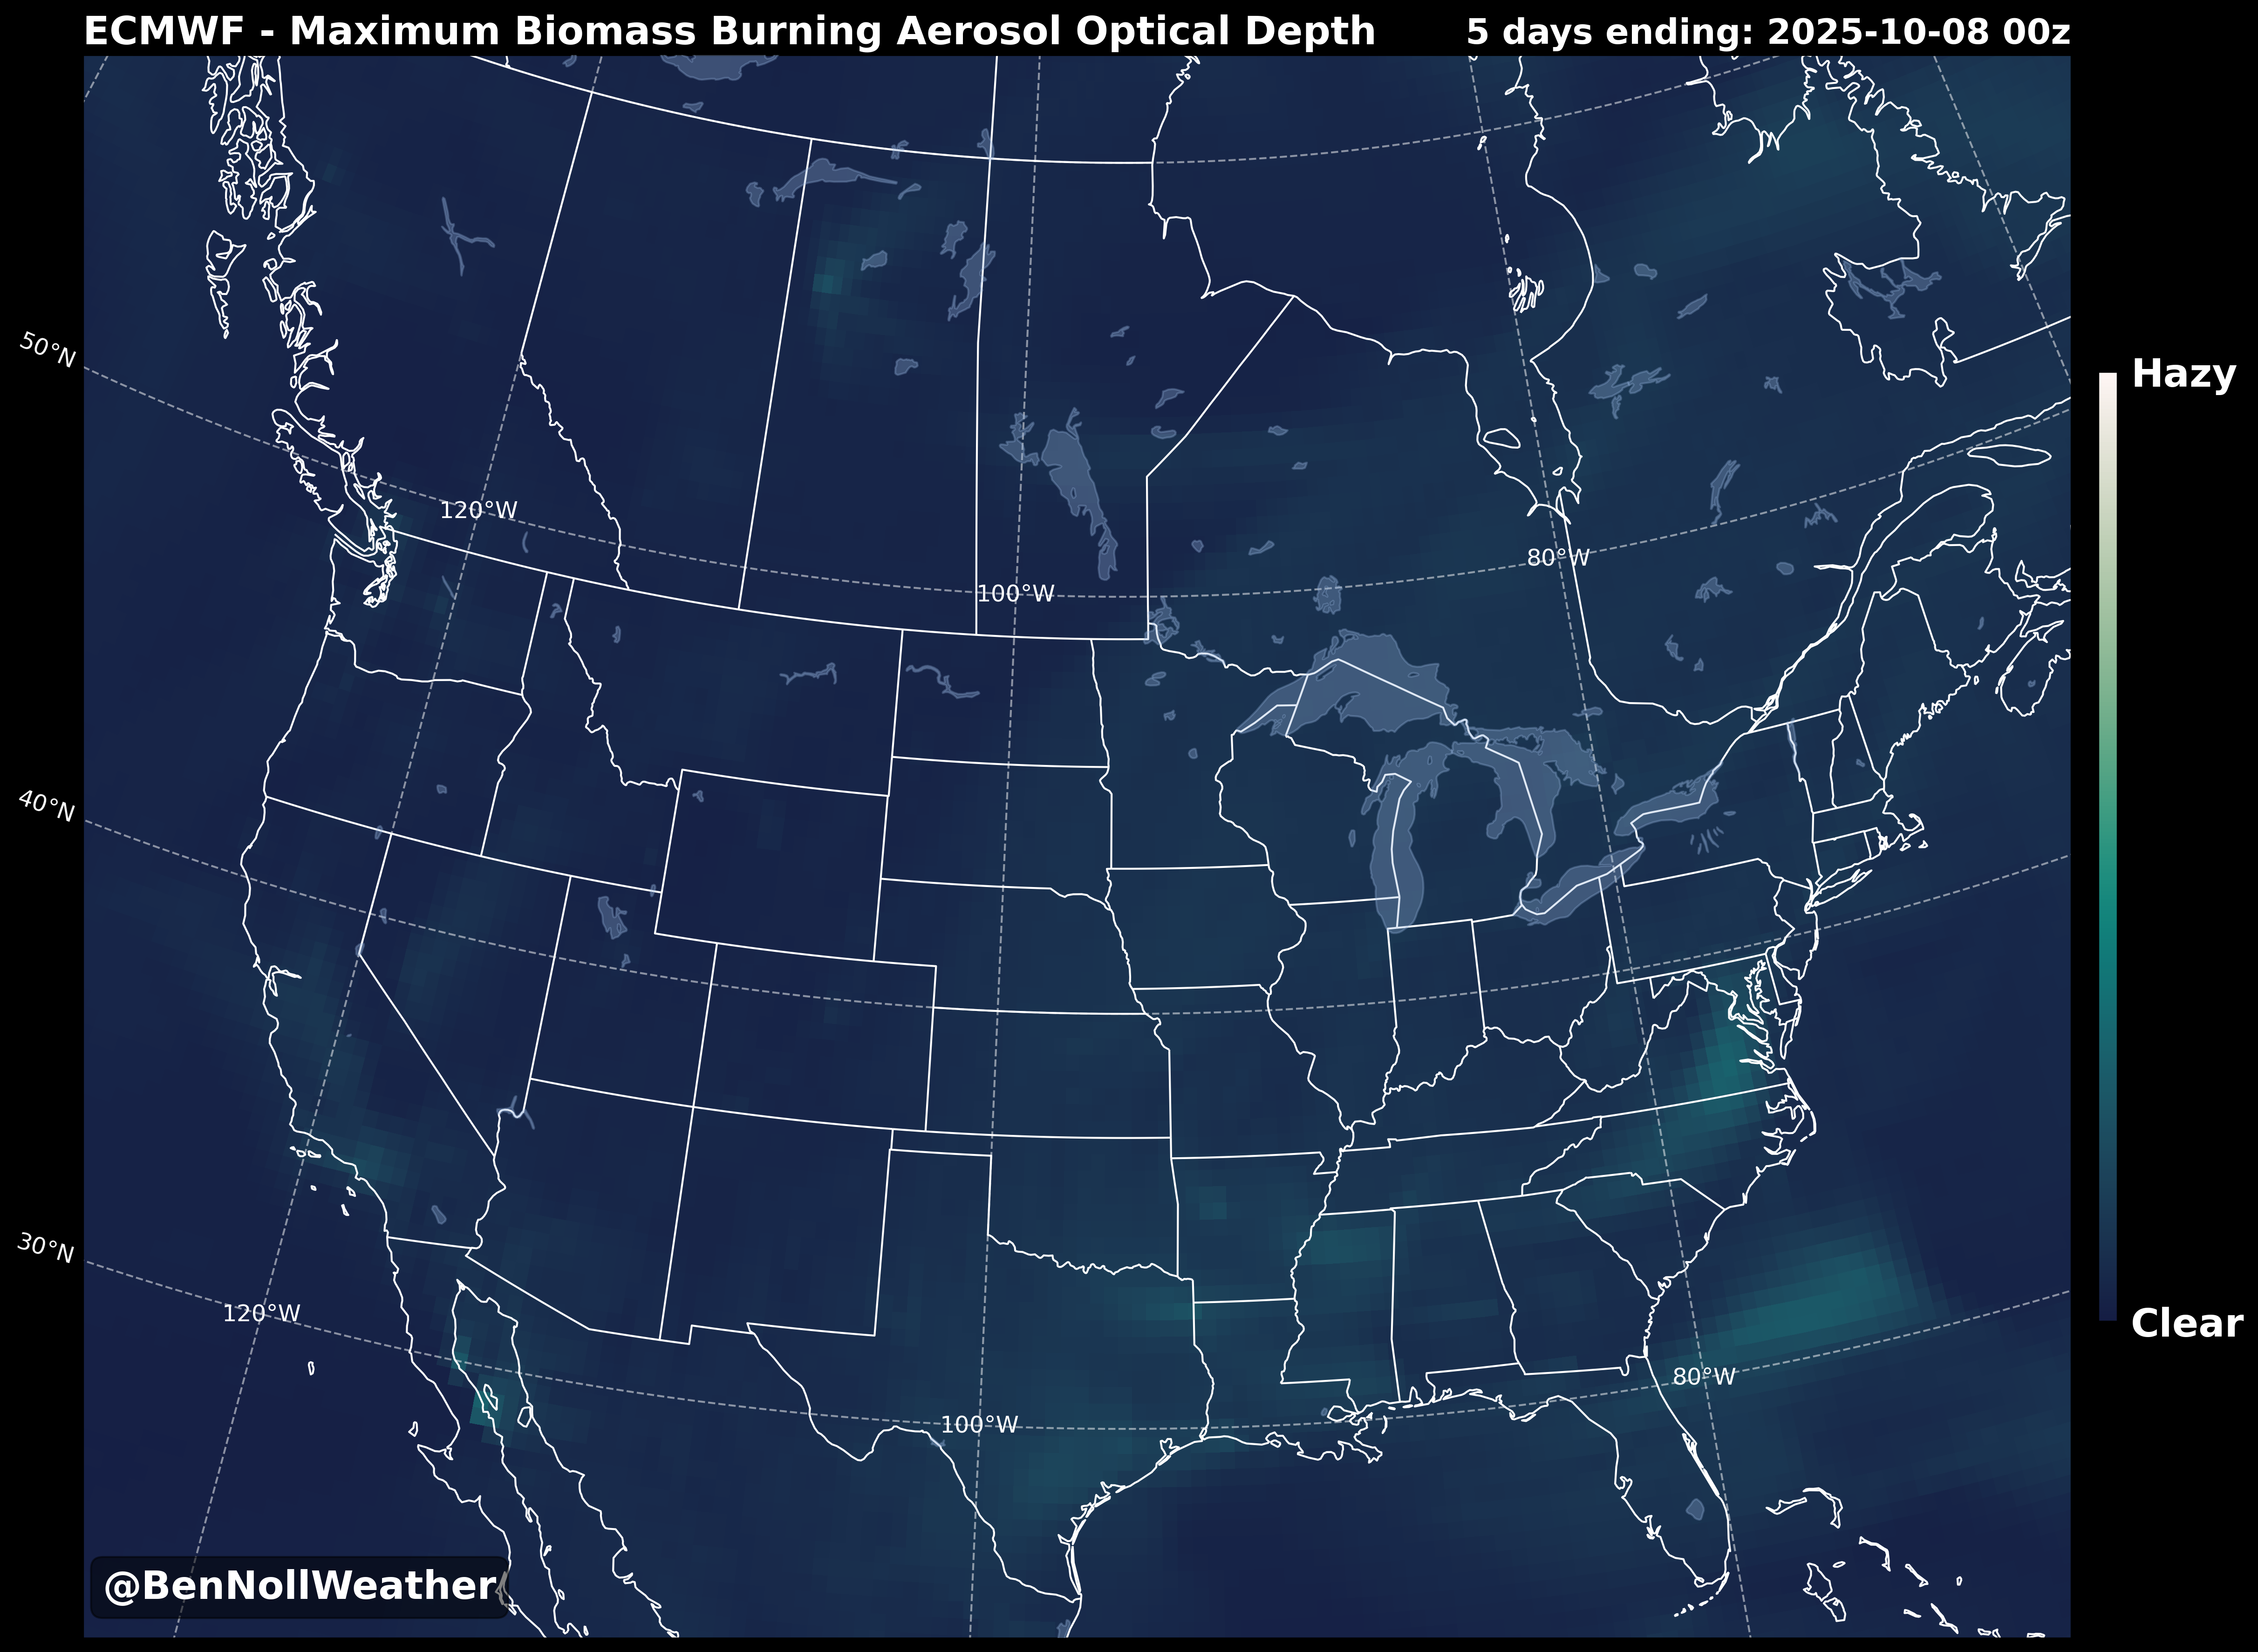 ECMWF - Maximum Biomass Burning Aerosol Optical Depth
5 days ending: 2025-10-08 00z
50°N
Hazy
120°W
80°W
100°W
40°N
30°N
120°W
Clear
80°W
100°W
@BenNollWeather